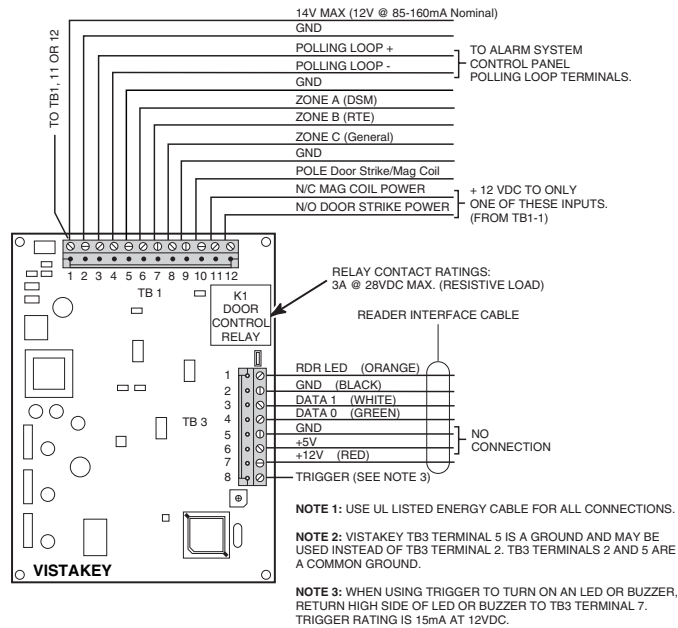 14V MAX (12V @ 85-160mA Nominal)
GND
POLLING LOOP +
POLLING LOOP -
TO ALARM SYSTEM
CONTROL PANEL
POLLING LOOP TERMINALS.
GND
ZONE A (DSM)
ZONE B (RTE)
ZONE C (General)
GND
POLE Door Strike/Mag Coil
N/C MAG COIL POWER
N/O DOOR STRIKE POWER
+ 12 VDC TO ONLY
ONE OF THESE INPUTS.
(FROM TB1-1)
TO TB1, 11 OR 12
1 2 3 4 5 6 7 8 9 10 11 12
TB 1
K1
DOOR
CONTROL
RELAY
RELAY CONTACT RATINGS:
3A @ 28VDC MAX. (RESISTIVE LOAD)
READER INTERFACE CABLE
TB 3
1 RDR LED (ORANGE)
2 GND (BLACK)
3 DATA 1 (WHITE)
4 DATA 0 (GREEN)
5 GND
6 +5V
7 +12V (RED)
8 TRIGGER (SEE NOTE 3)
NO
CONNECTION
VISTAKEY
NOTE 1: USE UL LISTED ENERGY CABLE FOR ALL CONNECTIONS.
NOTE 2: VISTAKEY TB3 TERMINAL 5 IS A GROUND AND MAY BE
USED INSTEAD OF TB3 TERMINAL 2. TB3 TERMINALS 2 AND 5 ARE
A COMMON GROUND.
NOTE 3: WHEN USING TRIGGER TO TURN ON AN LED OR BUZZER,
RETURN HIGH SIDE OF LED OR BUZZER TO TB3 TERMINAL 7.
TRIGGER RATING IS 15mA AT 12VDC.